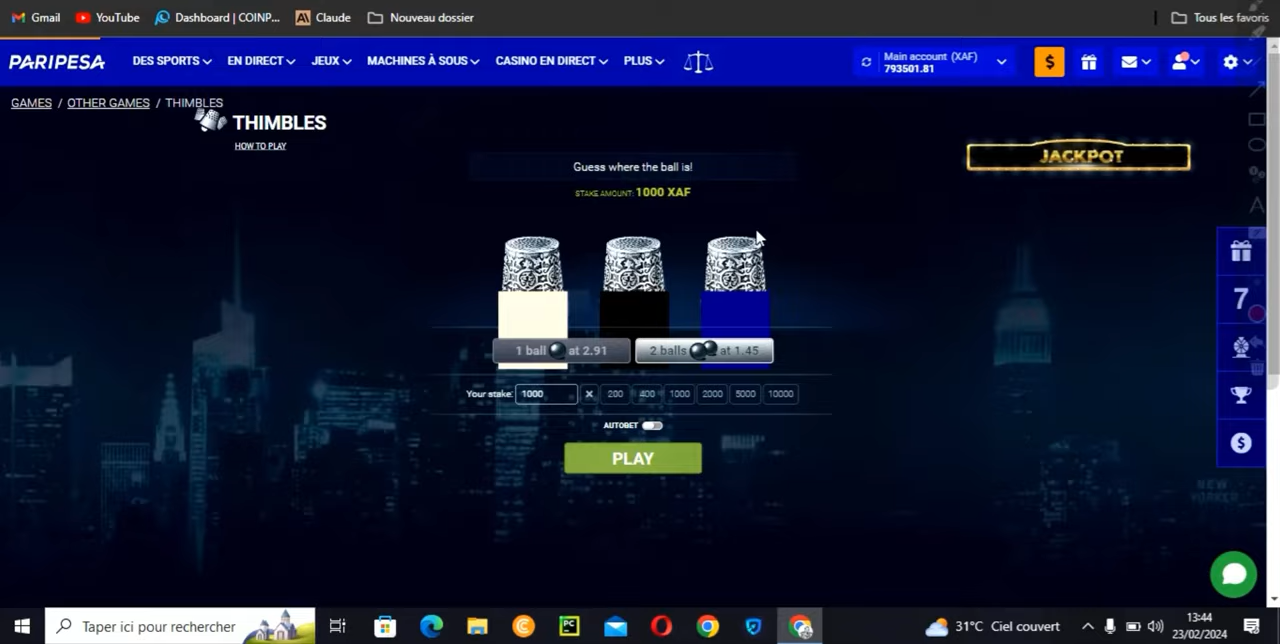 Gmail YouTube Dashboard | COINP... Claude Nouveau dossier Tous les favoris
PARIPESA DES SPORTS EN DIRECT JEUX MACHINES À SOUS CASINO EN DIRECT PLUS Main account (XAF)
793501.81
GAMES / OTHER GAMES / THIMBLES
THIMBLES
HOW TO PLAY
JACKPOT
Guess where the ball is!
STAKE AMOUNT: 1000 XAF
7
1 ball at 2.91 2 balls at 1.45
Your stake: 1000 x 200 400 1000 2000 5000 10000
AUTOBET
PLAY
Taper ici pour rechercher 31°C Ciel couvert 13:44
23/02/2024